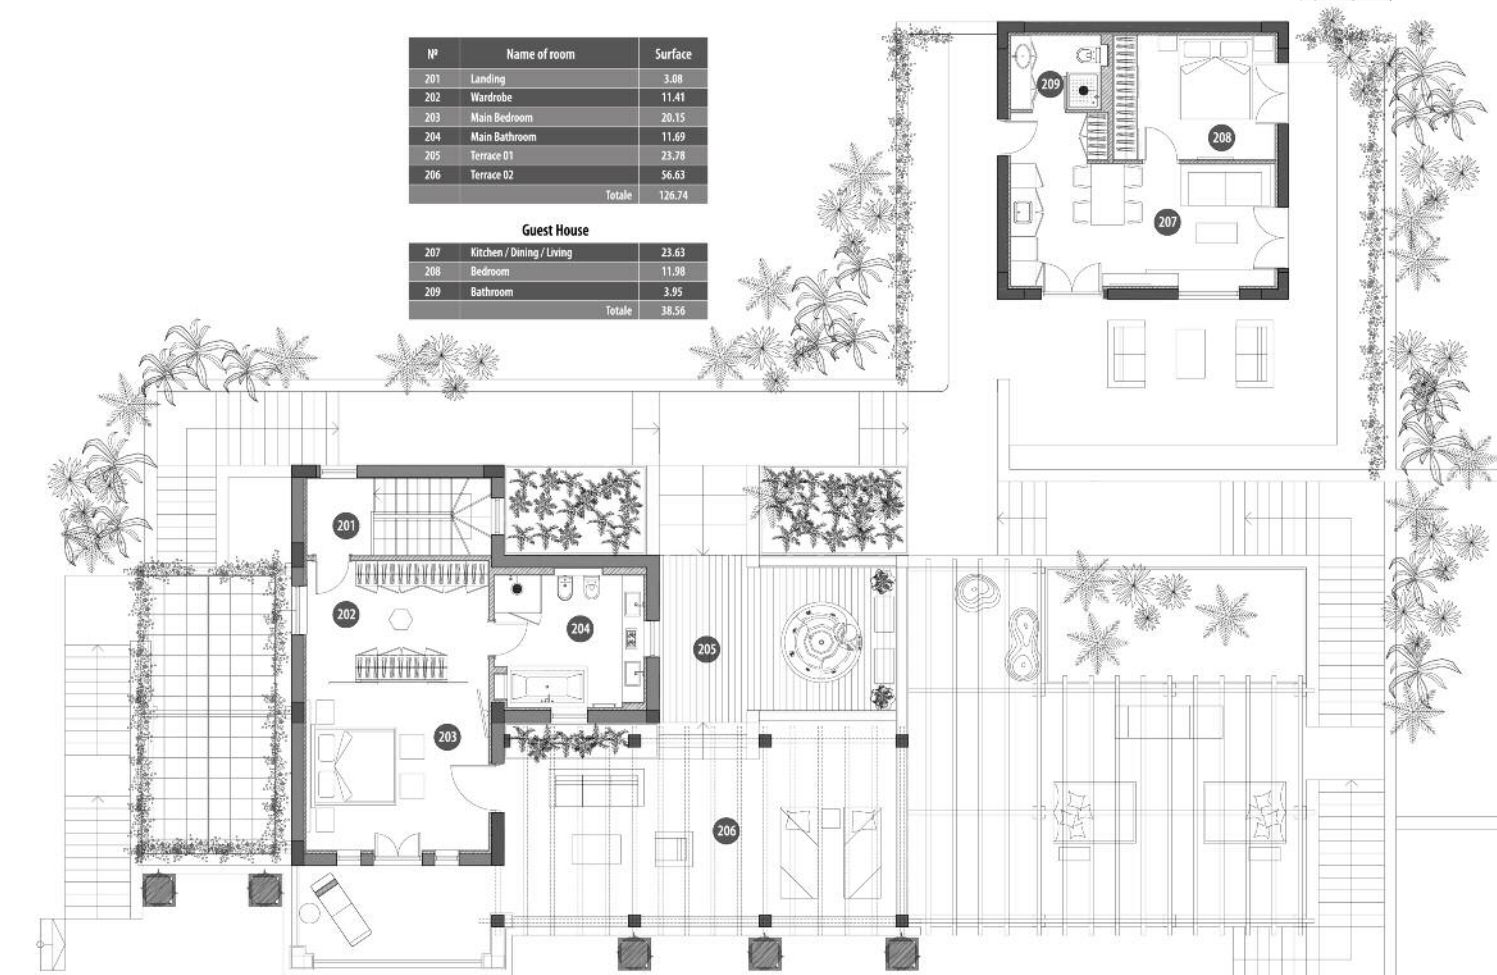 Nº Name of room Surface
201 Landing 3.08
202 Wardrobe 11.41
203 Main Bedroom 20.15
204 Main Bathroom 11.69
205 Terrace 01 23.78
206 Terrace 02 56.63
Totale 126.74
Guest House
207 Kitchen / Dining / Living 23.63
208 Bedroom 11.98
209 Bathroom 3.95
Totale 38.56
209
208
207
201
202
204
205
203
206